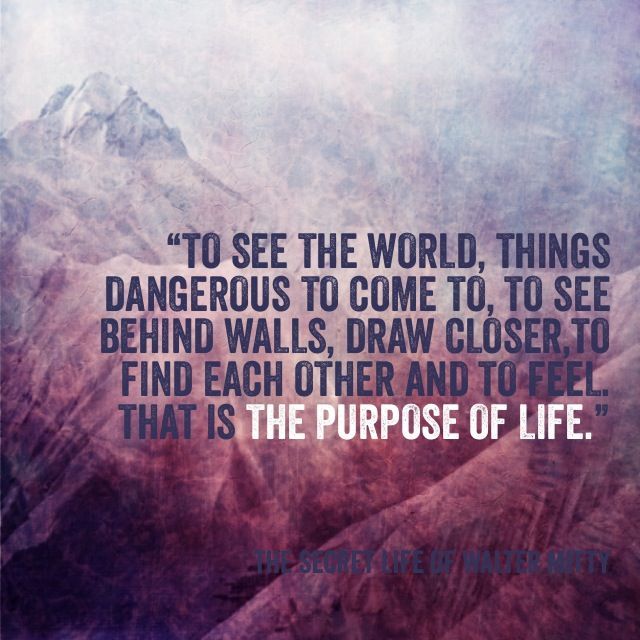 “TO SEE THE WORLD, THINGS
DANGEROUS TO COME TO, TO SEE
BEHIND WALLS, DRAW CLOSER,TO
FIND EACH OTHER AND TO FEEL.
THAT IS THE PURPOSE OF LIFE.”
THE SECRET LIFE OF WALTER MITTY